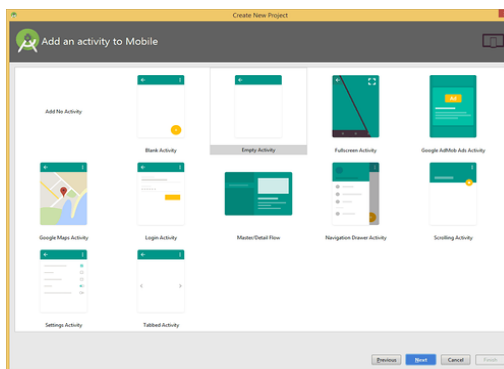 Create New Project
Add an activity to Mobile
Add No Activity
Blank Activity
Empty Activity
Fullscreen Activity
Google AdMob Ads Activity
Ad
Google Maps Activity
Login Activity
Master/Detail Flow
Navigation Drawer Activity
Scrolling Activity
Settings Activity
Tabbed Activity
Previous
Next
Cancel
Finish